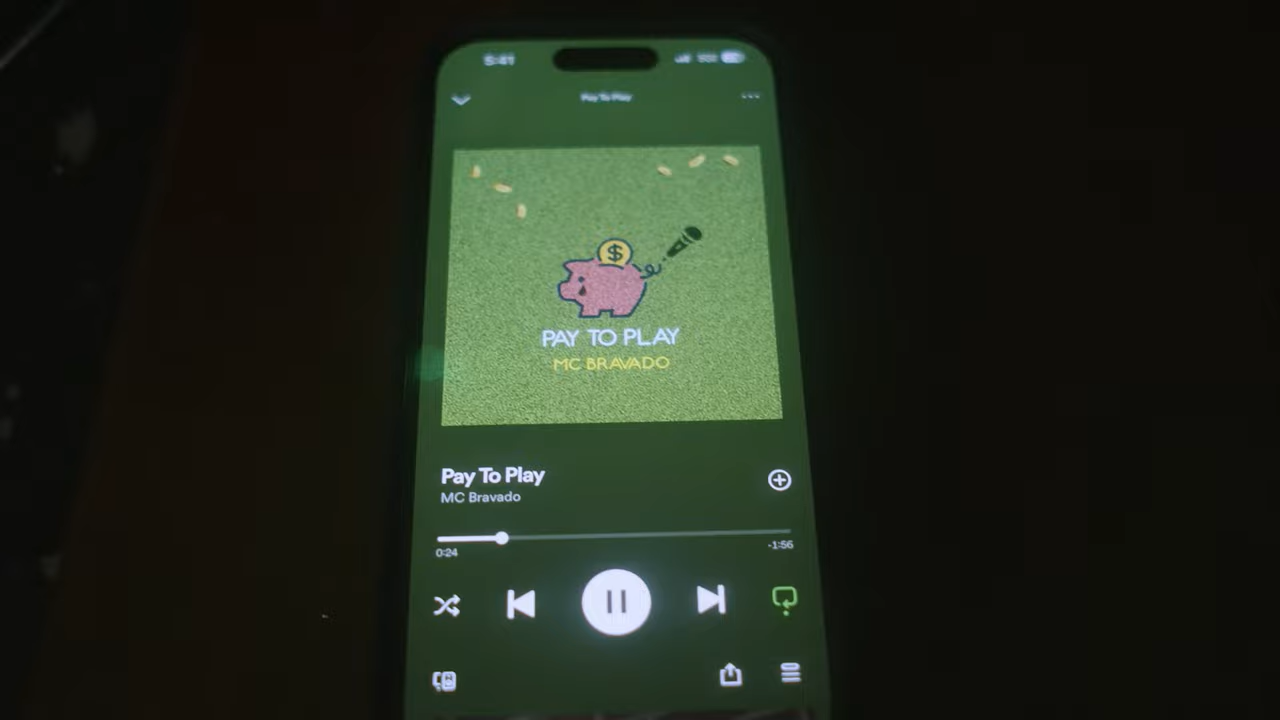 5:41
Pay To Play
$
PAY TO PLAY
MC BRAVADO
Pay To Play
MC Bravado
0:24
-1:56